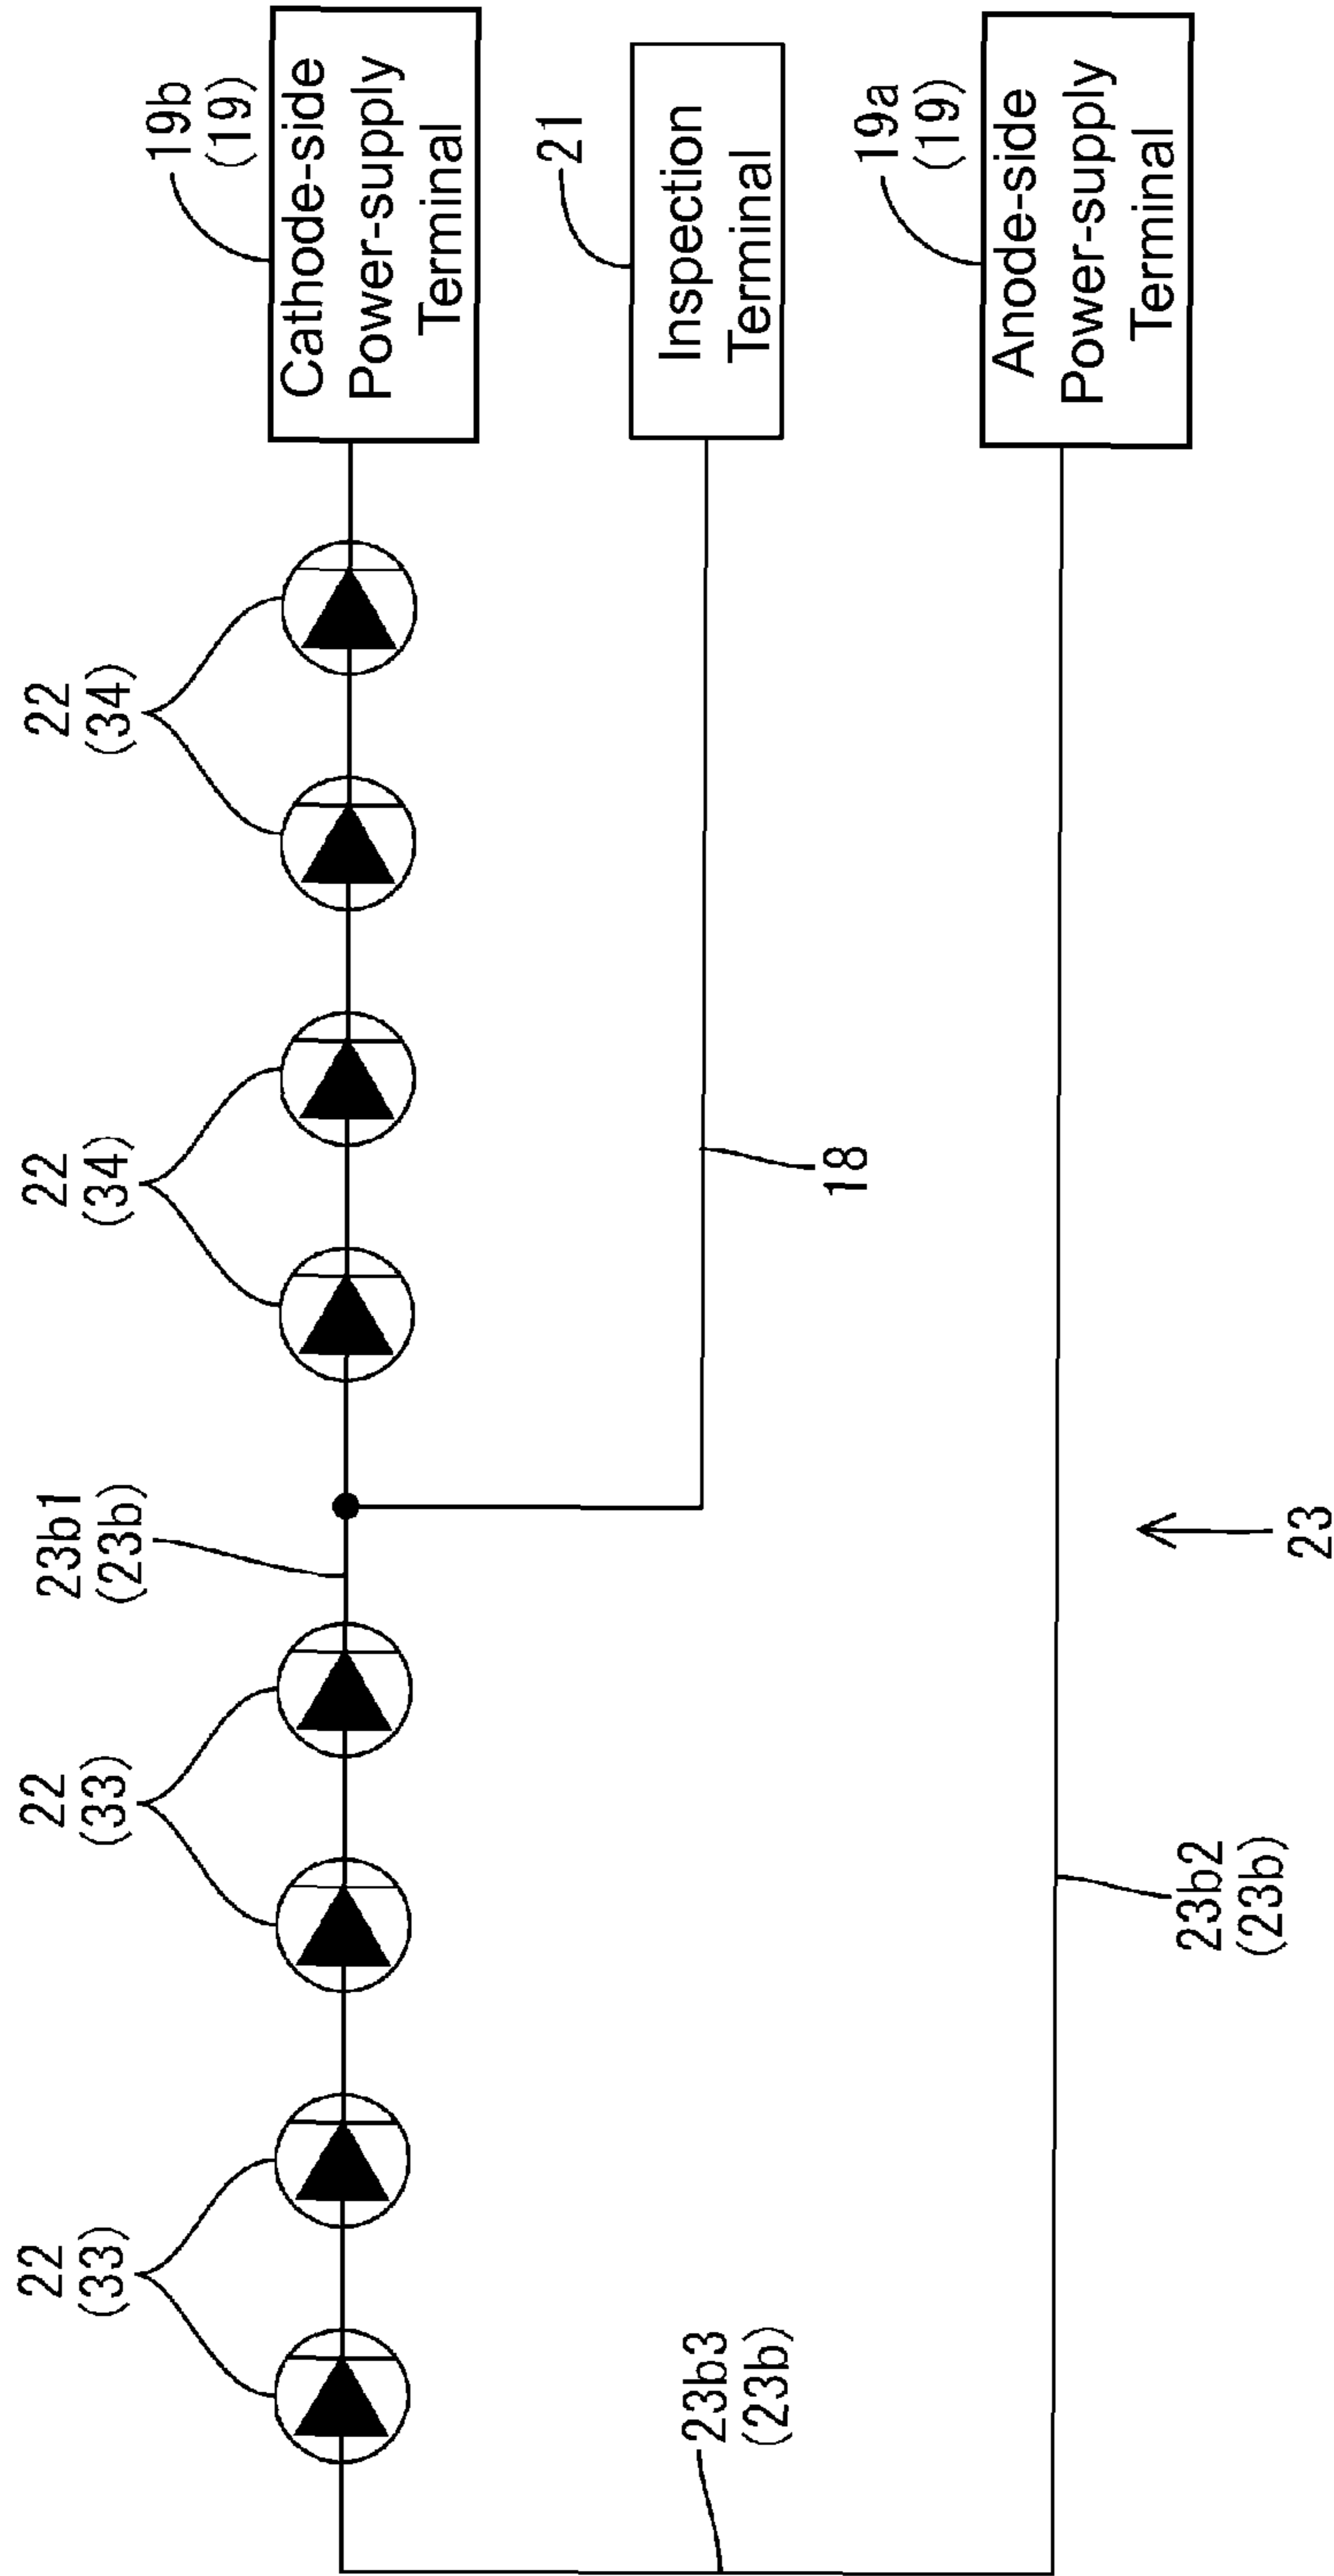 22
(33)
22
(33)
23b1
(23b)
22
(34)
22
(34)
19b
(19)
Cathode-side
Power-supply
Terminal
21
Inspection
Terminal
18
23b3
(23b)
19a
(19)
Anode-side
Power-supply
Terminal
23b2
(23b)
23